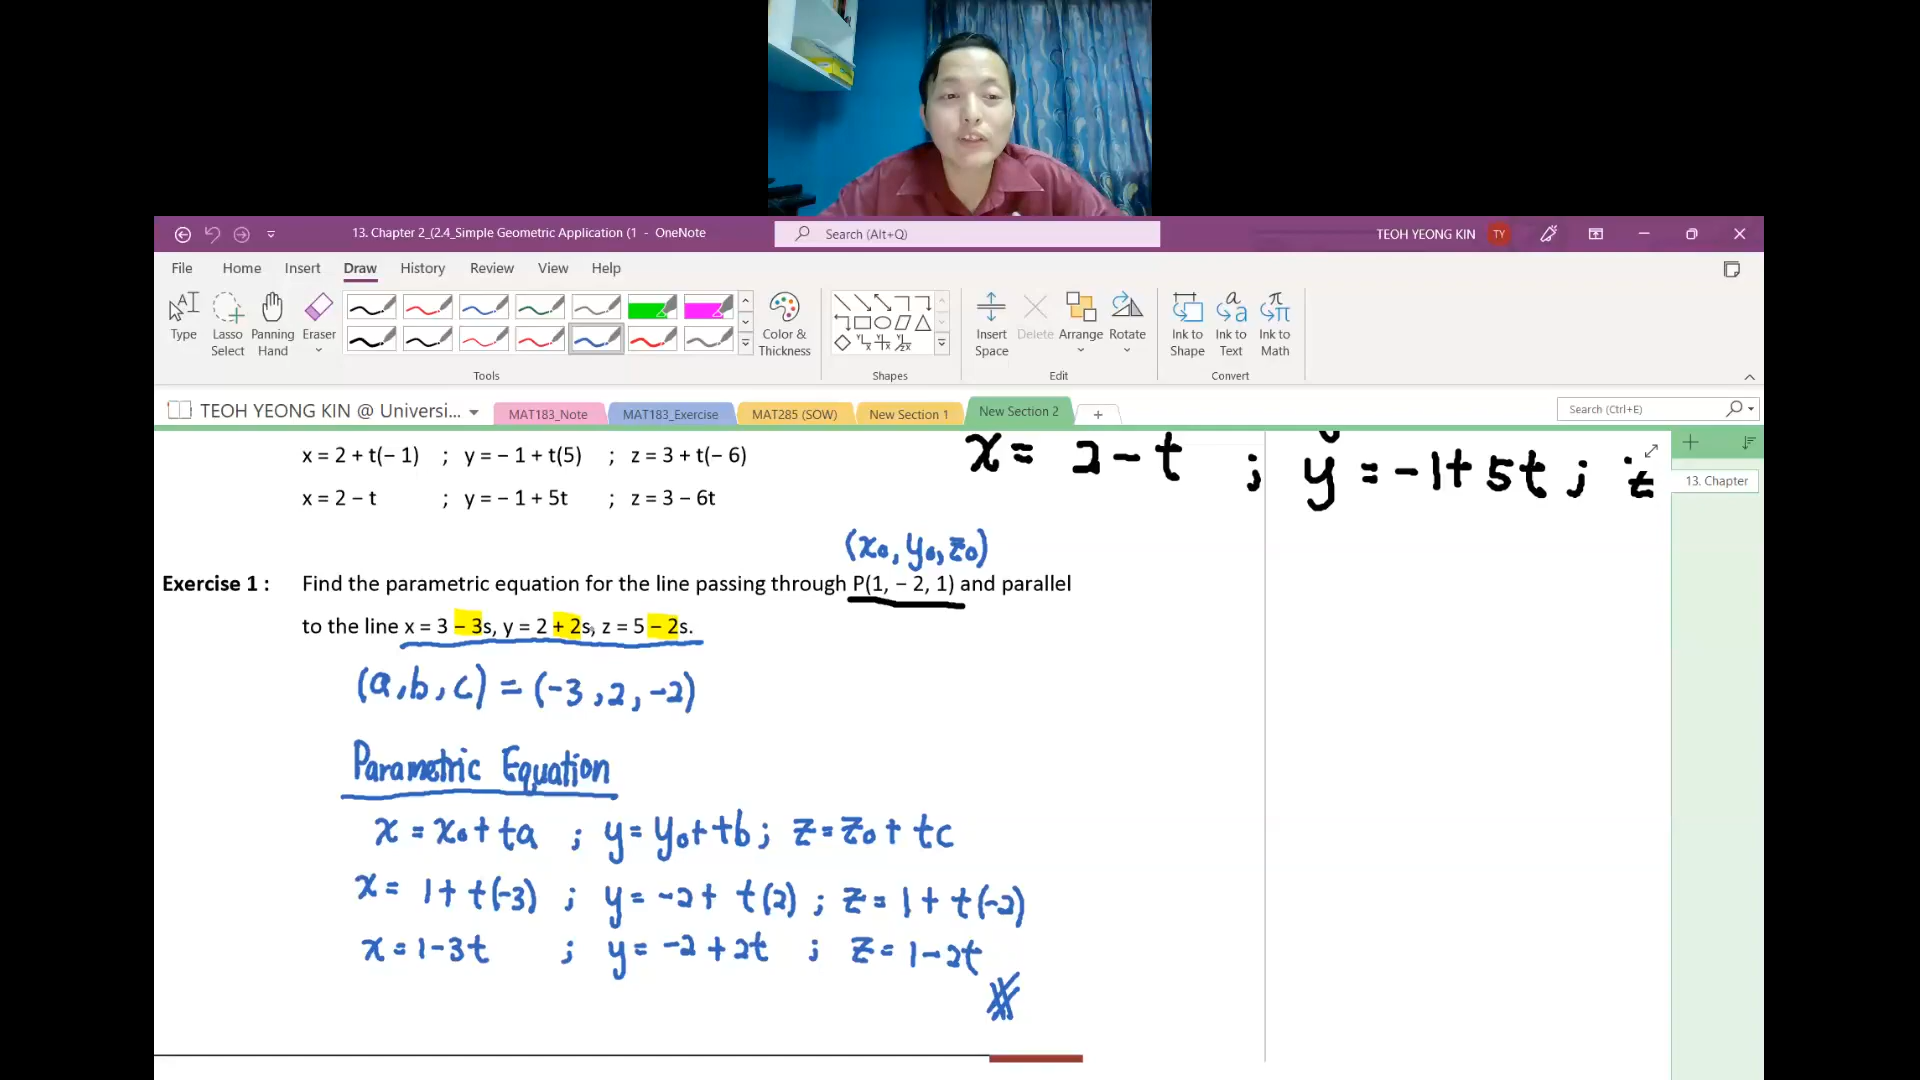 13. Chapter 2_(2.4_Simple Geometric Application (1 - OneNote
Search (Alt+Q)
TEOH YEONG KIN TY
File Home Insert Draw History Review View Help
Type
Lasso Select
Panning Hand
Eraser
Color & Thickness
Insert Space
Delete
Arrange
Rotate
Ink to Shape
Ink to Text
Ink to Math
Tools Shapes Edit Convert
TEOH YEONG KIN @ Universi...
MAT183_Note MAT183_Exercise MAT285 (SOW) New Section 1 New Section 2 +
Search (Ctrl+E)
13. Chapter
x = 2 + t(− 1) ; y = − 1 + t(5) ; z = 3 + t(− 6)
x = 2 − t ; y = − 1 + 5t ; z = 3 − 6t
x = 2 - t ; y = -1 + 5t ; z
(x₀, y₀, z₀)
Exercise 1 : Find the parametric equation for the line passing through P(1, − 2, 1) and parallel
to the line x = 3 − 3s, y = 2 + 2s, z = 5 − 2s.
(a, b, c) = (-3, 2, -2)
Parametric Equation
x = x₀ + ta ; y = y₀ + tb ; z = z₀ + tc
x = 1 + t(-3) ; y = -2 + t(2) ; z = 1 + t(-2)
x = 1 - 3t ; y = -2 + 2t ; z = 1 - 2t